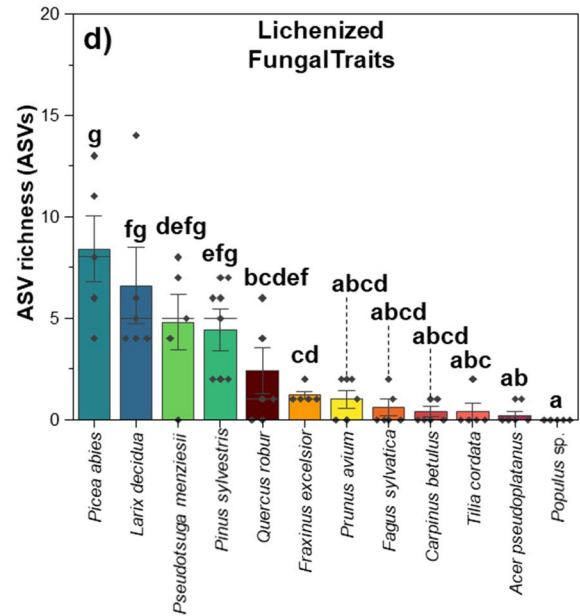 d)
Lichenized
FungalTraits
ASV richness (ASVs)
20
15
10
5
0
g
fg
defg
efg
bcdef
cd
abcd
abcd
abcd
abc
ab
a
Picea abies
Larix decidua
Pseudotsuga menziesii
Pinus sylvestris
Quercus robur
Fraxinus excelsior
Prunus avium
Fagus sylvatica
Carpinus betulus
Tilia cordata
Acer pseudoplatanus
Populus sp.